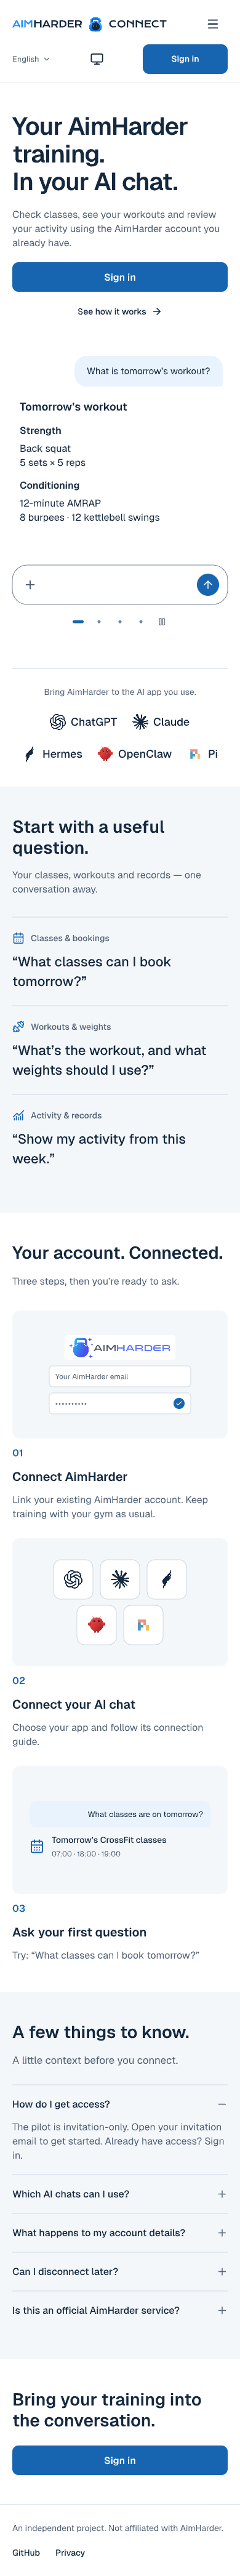 AIMHARDER CONNECT
English
Sign in
Your AimHarder
training.
In your AI chat.
Check classes, see your workouts and review
your activity using the AimHarder account you
already have.
Sign in
See how it works
What is tomorrow's workout?
Tomorrow's workout
Strength
Back squat
5 sets × 5 reps
Conditioning
12-minute AMRAP
8 burpees · 12 kettlebell swings
Bring AimHarder to the AI app you use.
ChatGPT
Claude
Hermes
OpenClaw
Pi
Start with a useful
question.
Your classes, workouts and records — one
conversation away.
Classes & bookings
“What classes can I book
tomorrow?”
Workouts & weights
“What's the workout, and what
weights should I use?”
Activity & records
“Show my activity from this
week.”
Your account. Connected.
Three steps, then you're ready to ask.
AIMHARDER
Your AimHarder email
01
Connect AimHarder
Link your existing AimHarder account. Keep
training with your gym as usual.
02
Connect your AI chat
Choose your app and follow its connection
guide.
What classes are on tomorrow?
Tomorrow's CrossFit classes
07:00 · 18:00 · 19:00
03
Ask your first question
Try: “What classes can I book tomorrow?”
A few things to know.
A little context before you connect.
How do I get access?
The pilot is invitation-only. Open your invitation
email to get started. Already have access? Sign
in.
Which AI chats can I use?
What happens to my account details?
Can I disconnect later?
Is this an official AimHarder service?
Bring your training into
the conversation.
Sign in
An independent project. Not affiliated with AimHarder.
GitHub
Privacy